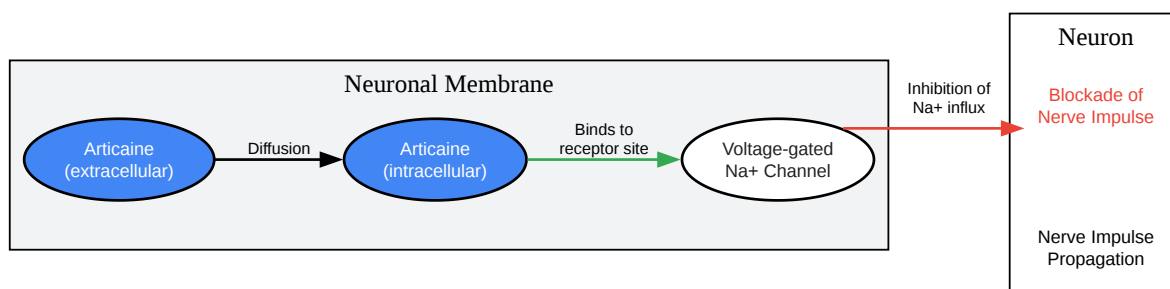 Neuronal Membrane
Articaine
(extracellular)
Diffusion
Articaine
(intracellular)
Binds to
receptor site
Voltage-gated
Na+ Channel
Inhibition of
Na+ influx
Neuron
Blockade of
Nerve Impulse
Nerve Impulse
Propagation